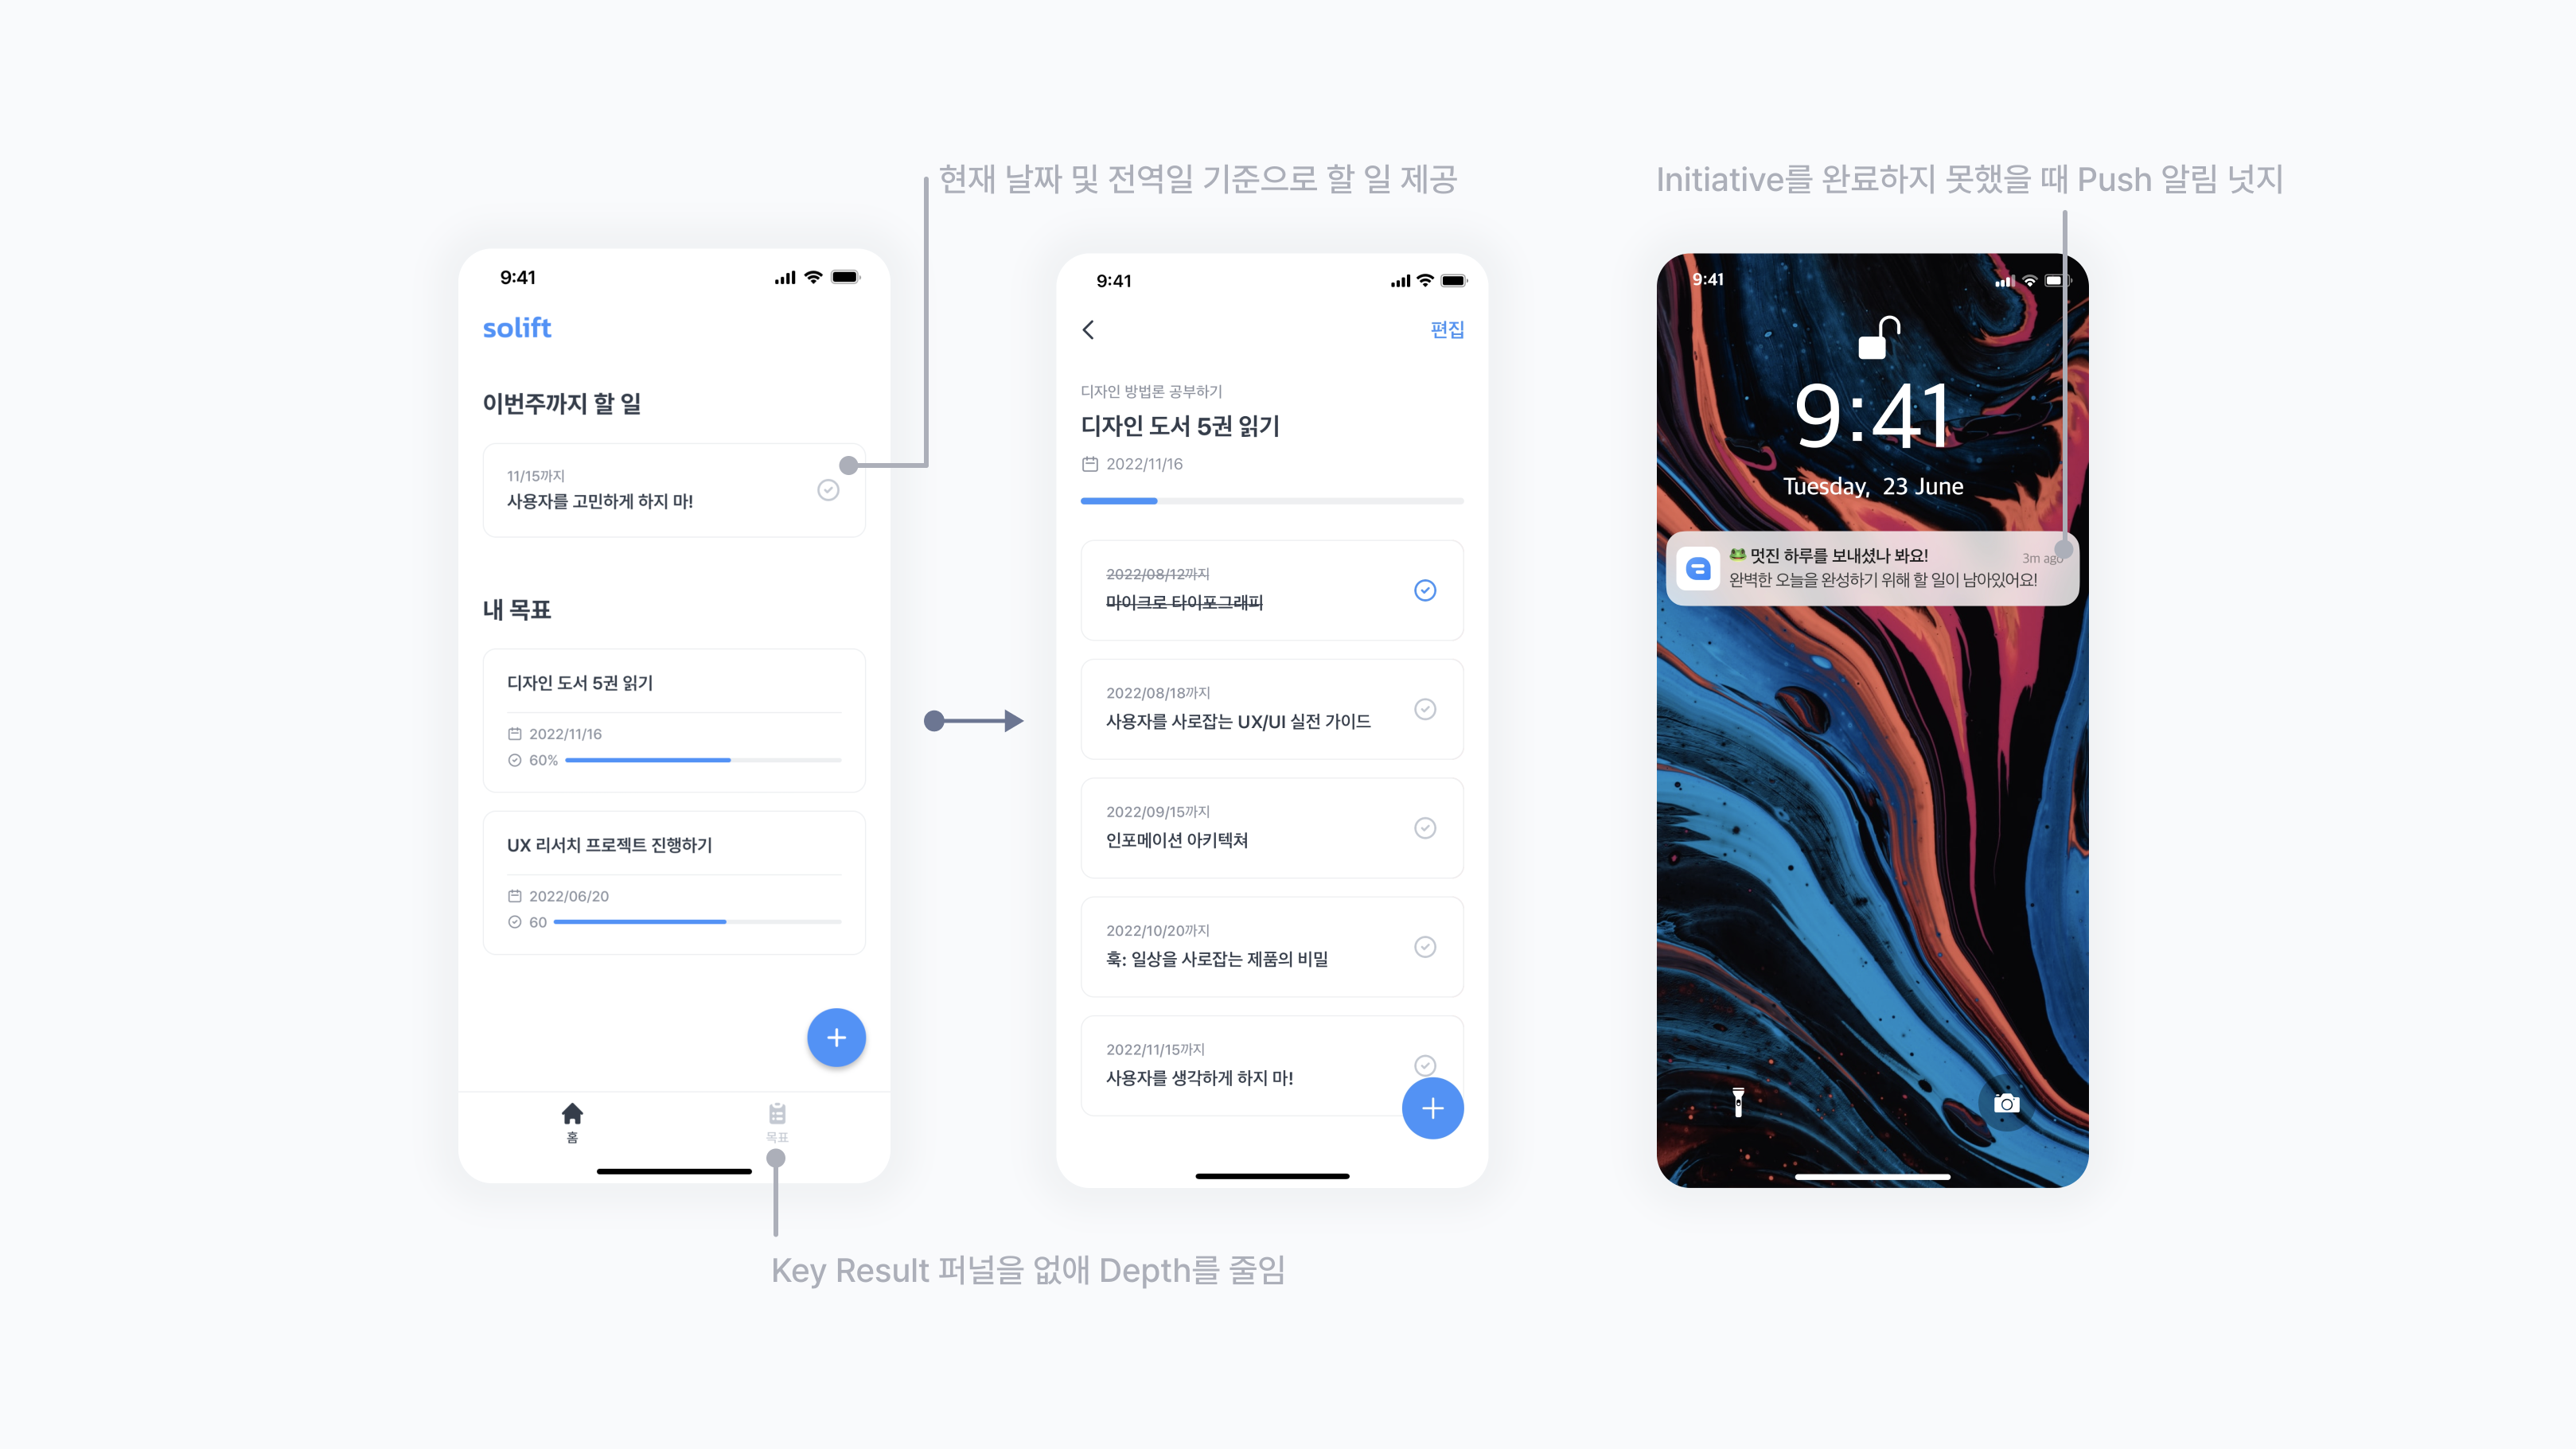 현재 날짜 및 전역일 기준으로 할 일 제공
Initiative를 완료하지 못했을 때 Push 알림 넛지
9:41
solift
이번주까지 할 일
11/15까지
사용자를 고민하게 하지 마!
내 목표
디자인 도서 5권 읽기
2022/11/16
60%
UX 리서치 프로젝트 진행하기
2022/06/20
60
홈
목표
Key Result 퍼널을 없애 Depth를 줄임
9:41
편집
디자인 방법론 공부하기
디자인 도서 5권 읽기
2022/11/16
2022/08/12까지
마이크로 타이포그래피
2022/08/18까지
사용자를 사로잡는 UX/UI 실전 가이드
2022/09/15까지
인포메이션 아키텍쳐
2022/10/20까지
훅: 일상을 사로잡는 제품의 비밀
2022/11/15까지
사용자를 생각하게 하지 마!
9:41
9:41
Tuesday, 23 June
🐸 멋진 하루를 보내셨나 봐요!
3m ago
완벽한 오늘을 완성하기 위해 할 일이 남아있어요!